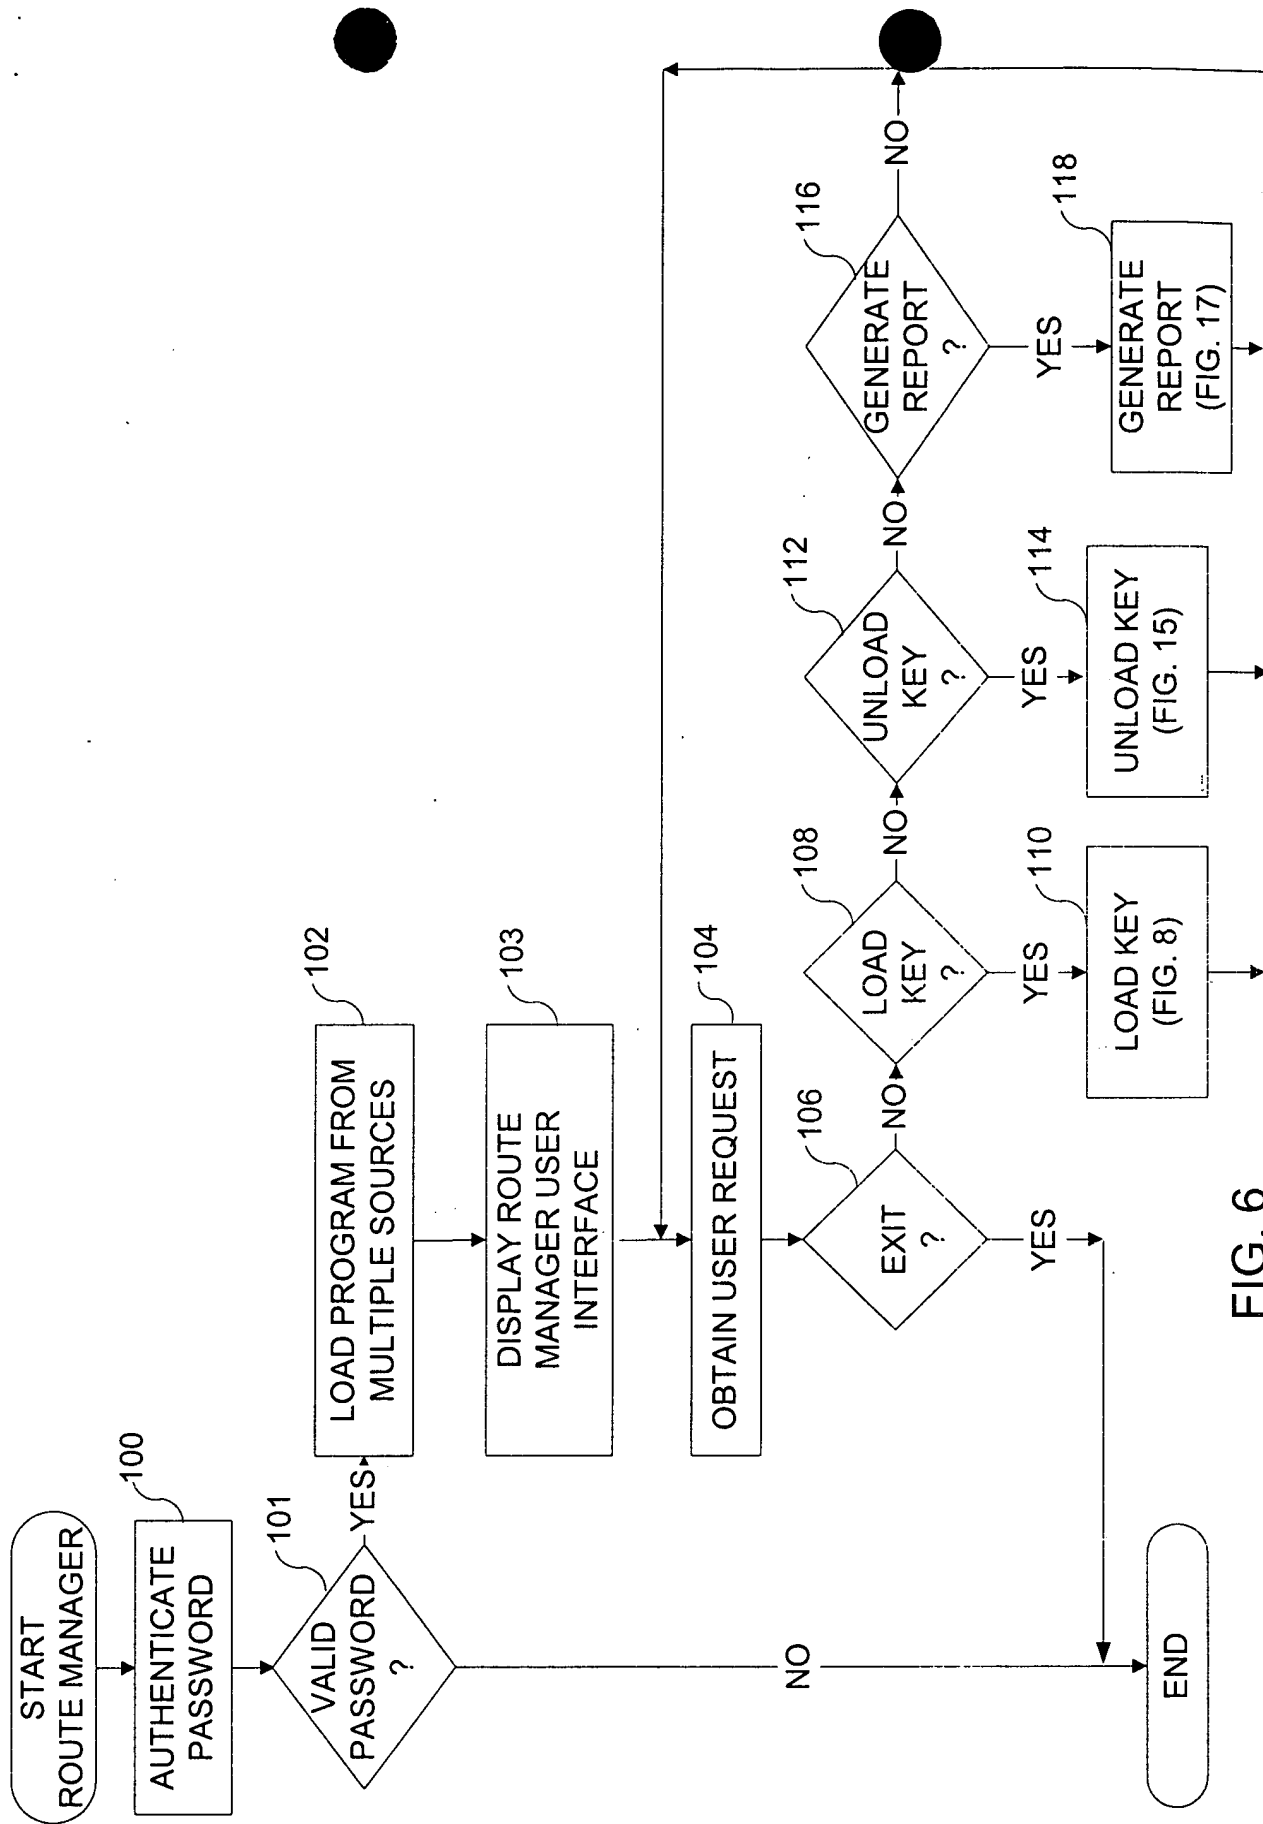 START
ROUTE MANAGER
100
AUTHENTICATE
PASSWORD
101
VALID
PASSWORD
?
YES
NO
102
LOAD PROGRAM FROM
MULTIPLE SOURCES
103
DISPLAY ROUTE
MANAGER USER
INTERFACE
104
OBTAIN USER REQUEST
106
EXIT
?
NO
YES
108
LOAD
KEY
?
NO
YES
110
LOAD KEY
(FIG. 8)
112
UNLOAD
KEY
?
NO
YES
114
UNLOAD KEY
(FIG. 15)
116
GENERATE
REPORT
?
NO
YES
118
GENERATE
REPORT
(FIG. 17)
END
FIG. 6